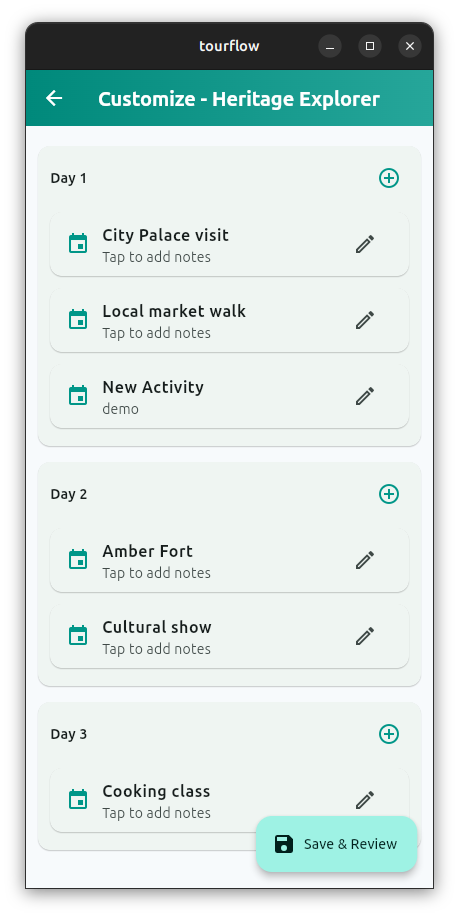 tourflow
Customize - Heritage Explorer
Day 1
City Palace visit
Tap to add notes
Local market walk
Tap to add notes
New Activity
demo
Day 2
Amber Fort
Tap to add notes
Cultural show
Tap to add notes
Day 3
Cooking class
Tap to add notes
Save & Review